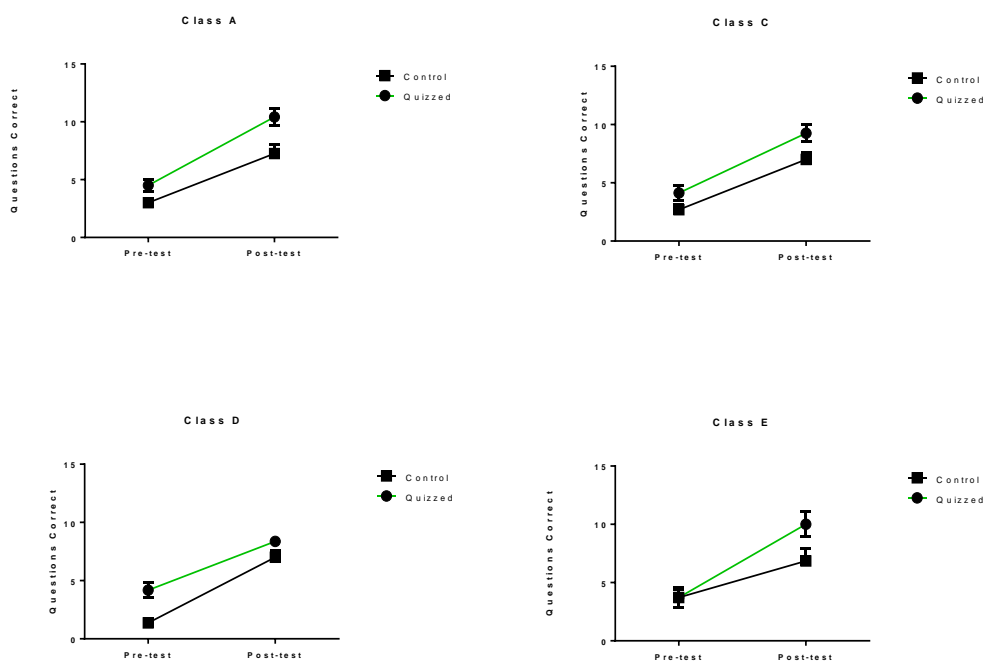 Class A
Questions Correct
15
10
5
0
Pre-test Post-test
Control
Quizzed
Class C
Questions Correct
15
10
5
0
Pre-test Post-test
Control
Quizzed
Class D
Questions Correct
15
10
5
0
Pre-test Post-test
Control
Quizzed
Class E
Questions Correct
15
10
5
0
Pre-test Post-test
Control
Quizzed